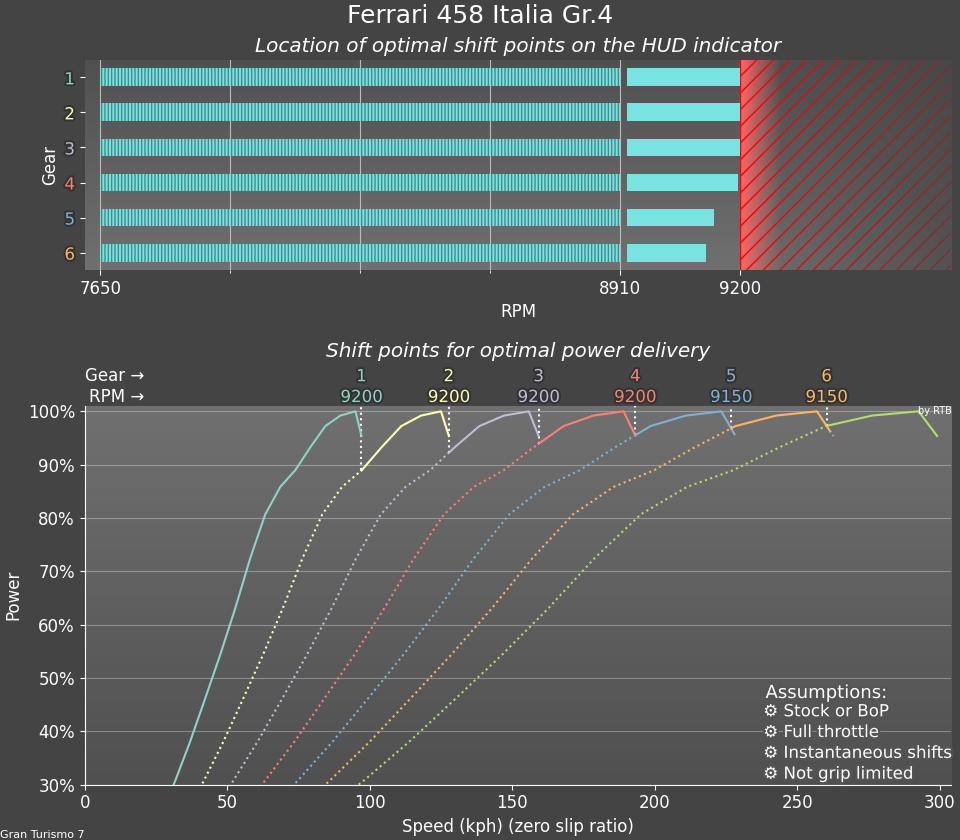 Ferrari 458 Italia Gr.4
Location of optimal shift points on the HUD indicator
Gear
1
2
3
4
5
6
7650 8910 9200
RPM
Shift points for optimal power delivery
Gear → 1 2 3 4 5 6
RPM → 9200 9200 9200 9200 9150 9150
by RTB
Power
100%
90%
80%
70%
60%
50%
40%
30%
Assumptions:
⚙ Stock or BoP
⚙ Full throttle
⚙ Instantaneous shifts
⚙ Not grip limited
0 50 100 150 200 250 300
Speed (kph) (zero slip ratio)
Gran Turismo 7